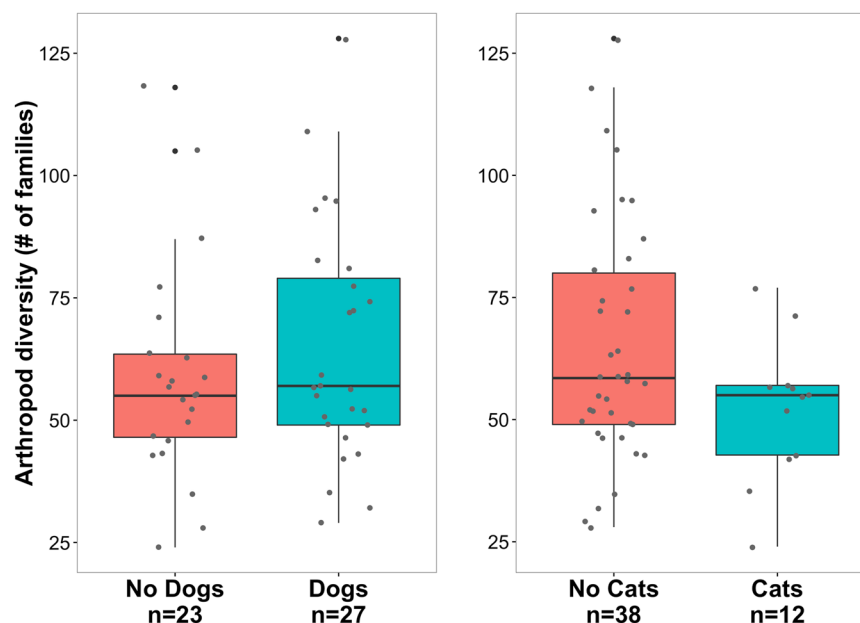 Arthropod diversity (# of families)
125
100
75
50
25
No Dogs
n=23
Dogs
n=27
125
100
75
50
25
No Cats
n=38
Cats
n=12